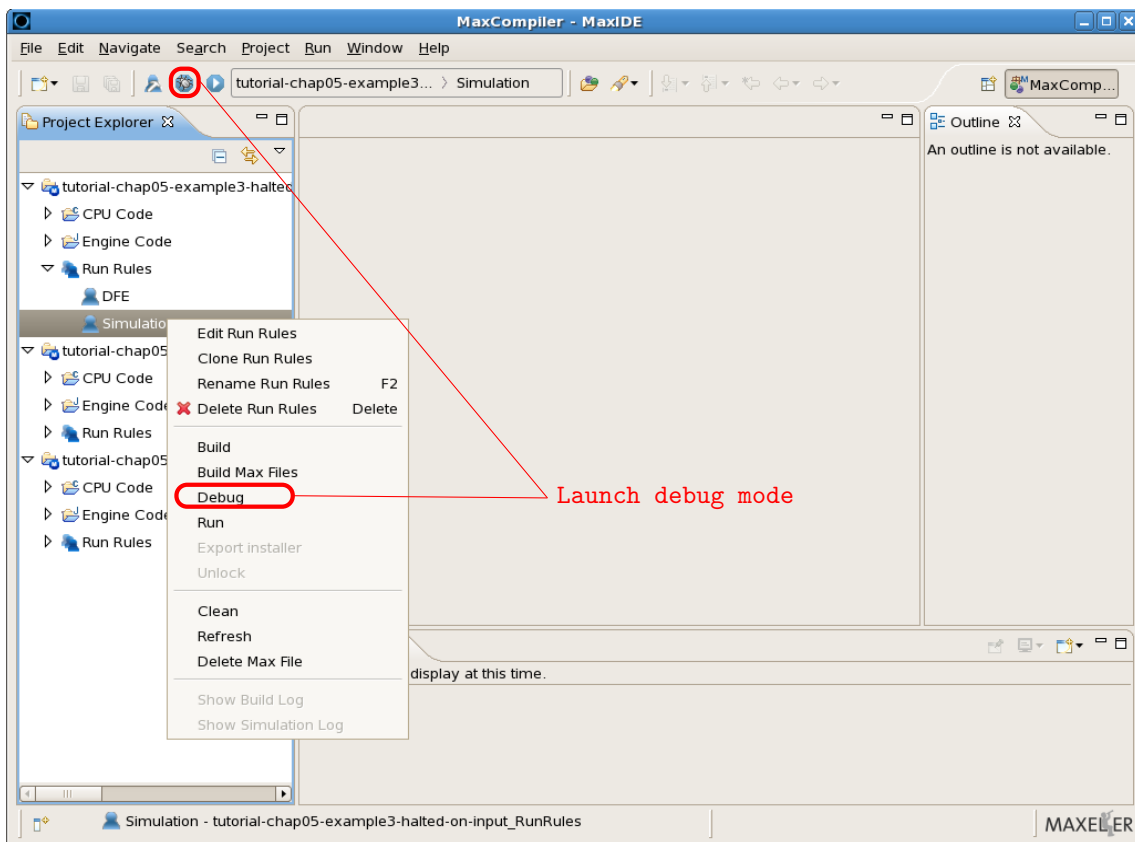 MaxCompiler - MaxIDE
File Edit Navigate Search Project Run Window Help
tutorial-chap05-example3... > Simulation
MaxComp...
Project Explorer
Outline
An outline is not available.
tutorial-chap05-example3-halted
CPU Code
Engine Code
Run Rules
DFE
Simulatio
tutorial-chap05
CPU Code
Engine Code
Run Rules
tutorial-chap05
CPU Code
Engine Code
Run Rules
Edit Run Rules
Clone Run Rules
Rename Run Rules F2
Delete Run Rules Delete
Build
Build Max Files
Debug
Run
Export installer
Unlock
Clean
Refresh
Delete Max File
Show Build Log
Show Simulation Log
Launch debug mode
display at this time.
Simulation - tutorial-chap05-example3-halted-on-input_RunRules
MAXELER